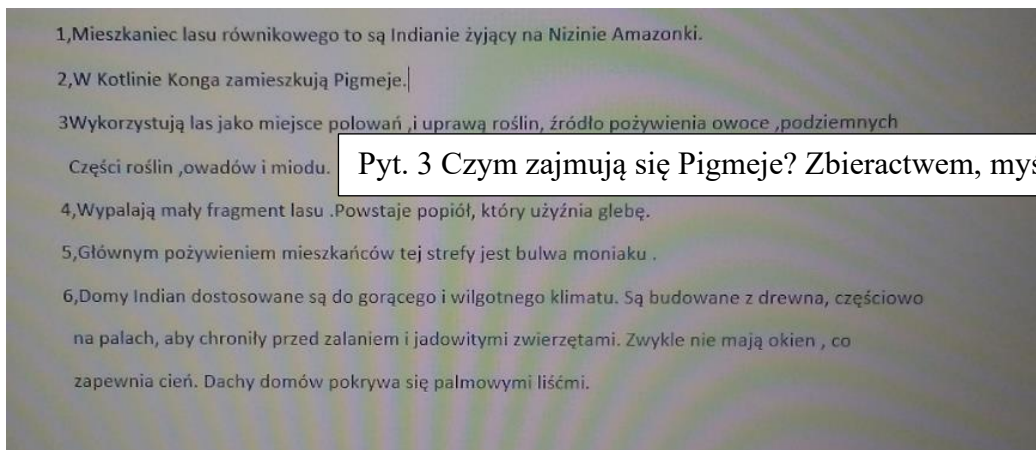 1,Mieszkaniec lasu równikowego to są Indianie żyjący na Nizinie Amazonki.
2,W Kotlinie Konga zamieszkują Pigmeje.
3Wykorzystują las jako miejsce polowań ,i uprawą roślin, źródło pożywienia owoce ,podziemnych
Części roślin ,owadów i miodu.
Pyt. 3 Czym zajmują się Pigmeje? Zbieractwem,
4,Wypalają mały fragment lasu .Powstaje popiół, który użyźnia glebę.
5,Głównym pożywieniem mieszkańców tej strefy jest bulwa moniaku .
6,Domy Indian dostosowane są do gorącego i wilgotnego klimatu. Są budowane z drewna, częściowo
na palach, aby chroniły przed zalaniem i jadowitymi zwierzętami. Zwykle nie mają okien , co
zapewnia cień. Dachy domów pokrywa się palmowymi liśćmi.